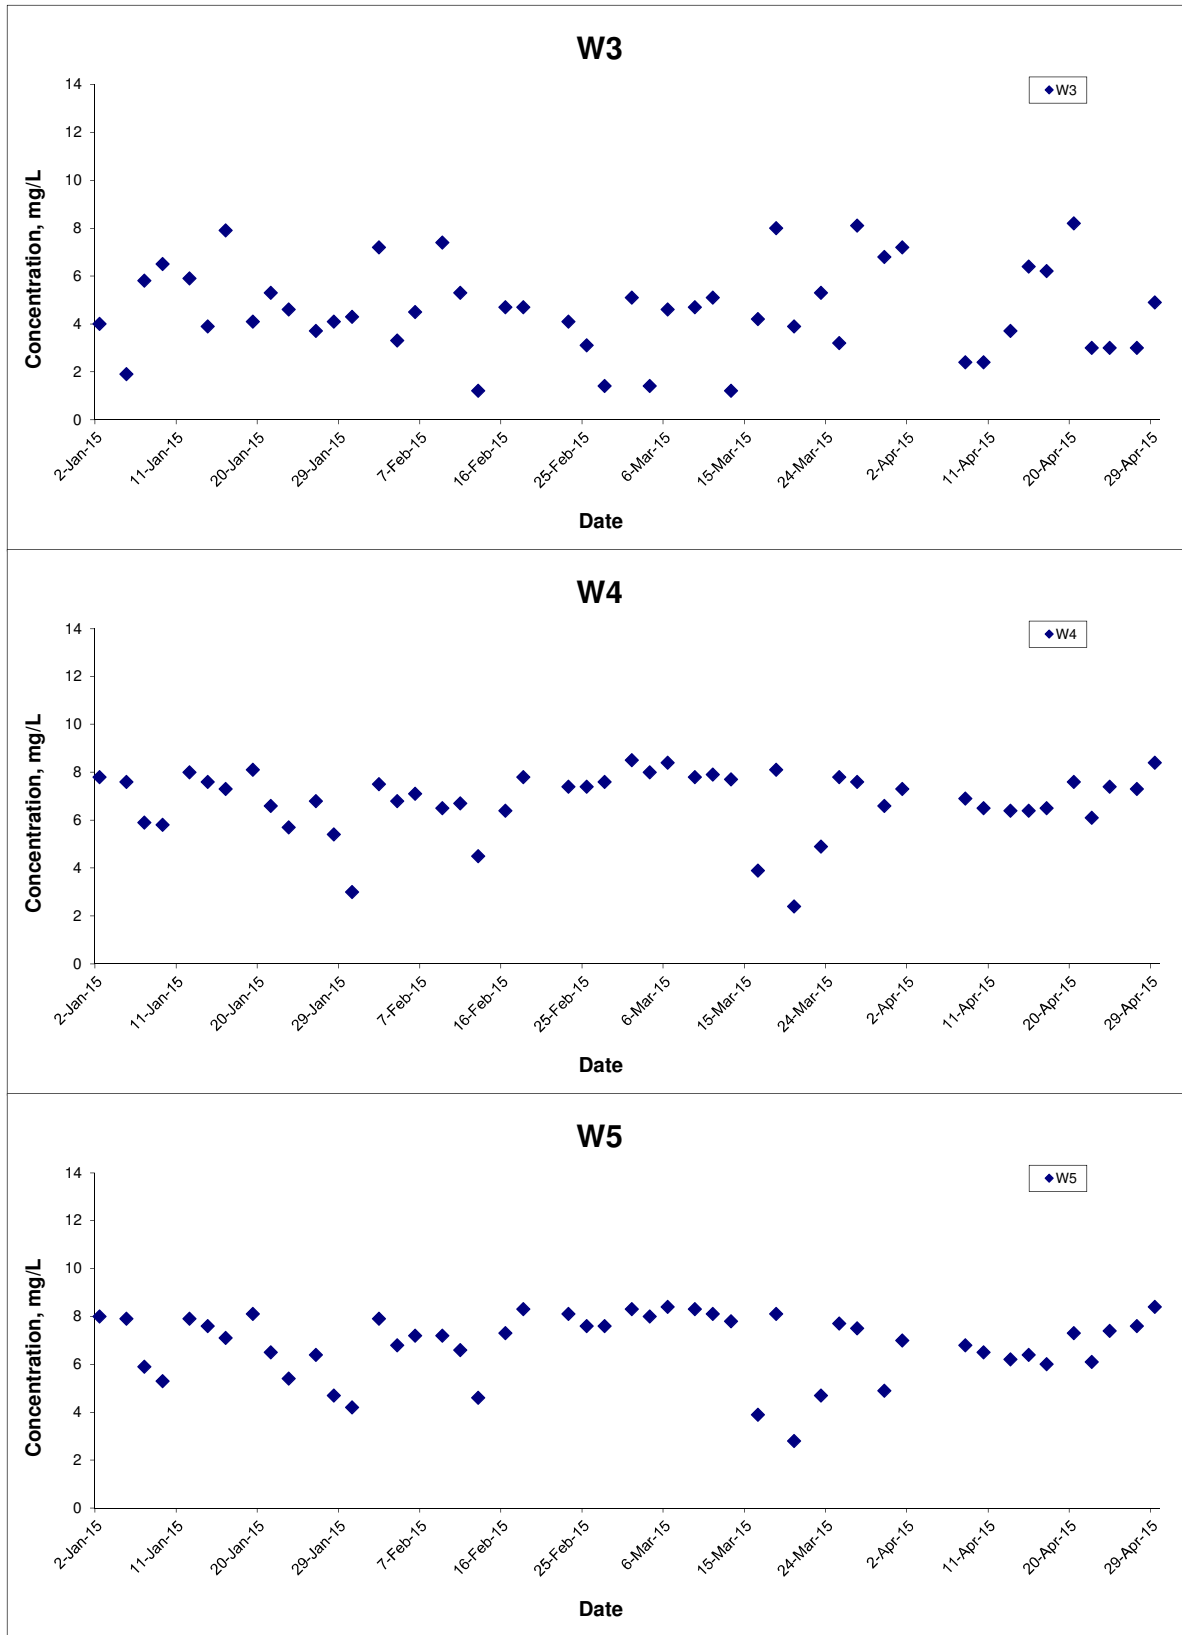 W3
W3
Concentration, mg/L
14
12
10
8
6
4
2
0
2-Jan-15
11-Jan-15
20-Jan-15
29-Jan-15
7-Feb-15
16-Feb-15
25-Feb-15
6-Mar-15
15-Mar-15
24-Mar-15
2-Apr-15
11-Apr-15
20-Apr-15
29-Apr-15
Date
W4
W4
Concentration, mg/L
14
12
10
8
6
4
2
0
2-Jan-15
11-Jan-15
20-Jan-15
29-Jan-15
7-Feb-15
16-Feb-15
25-Feb-15
6-Mar-15
15-Mar-15
24-Mar-15
2-Apr-15
11-Apr-15
20-Apr-15
29-Apr-15
Date
W5
W5
Concentration, mg/L
14
12
10
8
6
4
2
0
2-Jan-15
11-Jan-15
20-Jan-15
29-Jan-15
7-Feb-15
16-Feb-15
25-Feb-15
6-Mar-15
15-Mar-15
24-Mar-15
2-Apr-15
11-Apr-15
20-Apr-15
29-Apr-15
Date